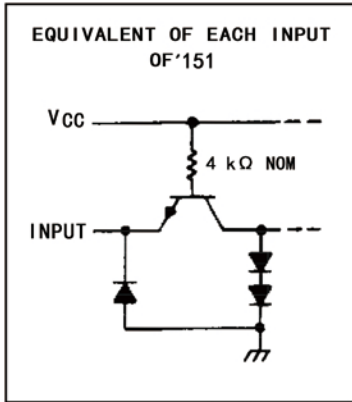 EQUIVALENT OF EACH INPUT
OF'151
VCC
4 kΩ NOM
INPUT